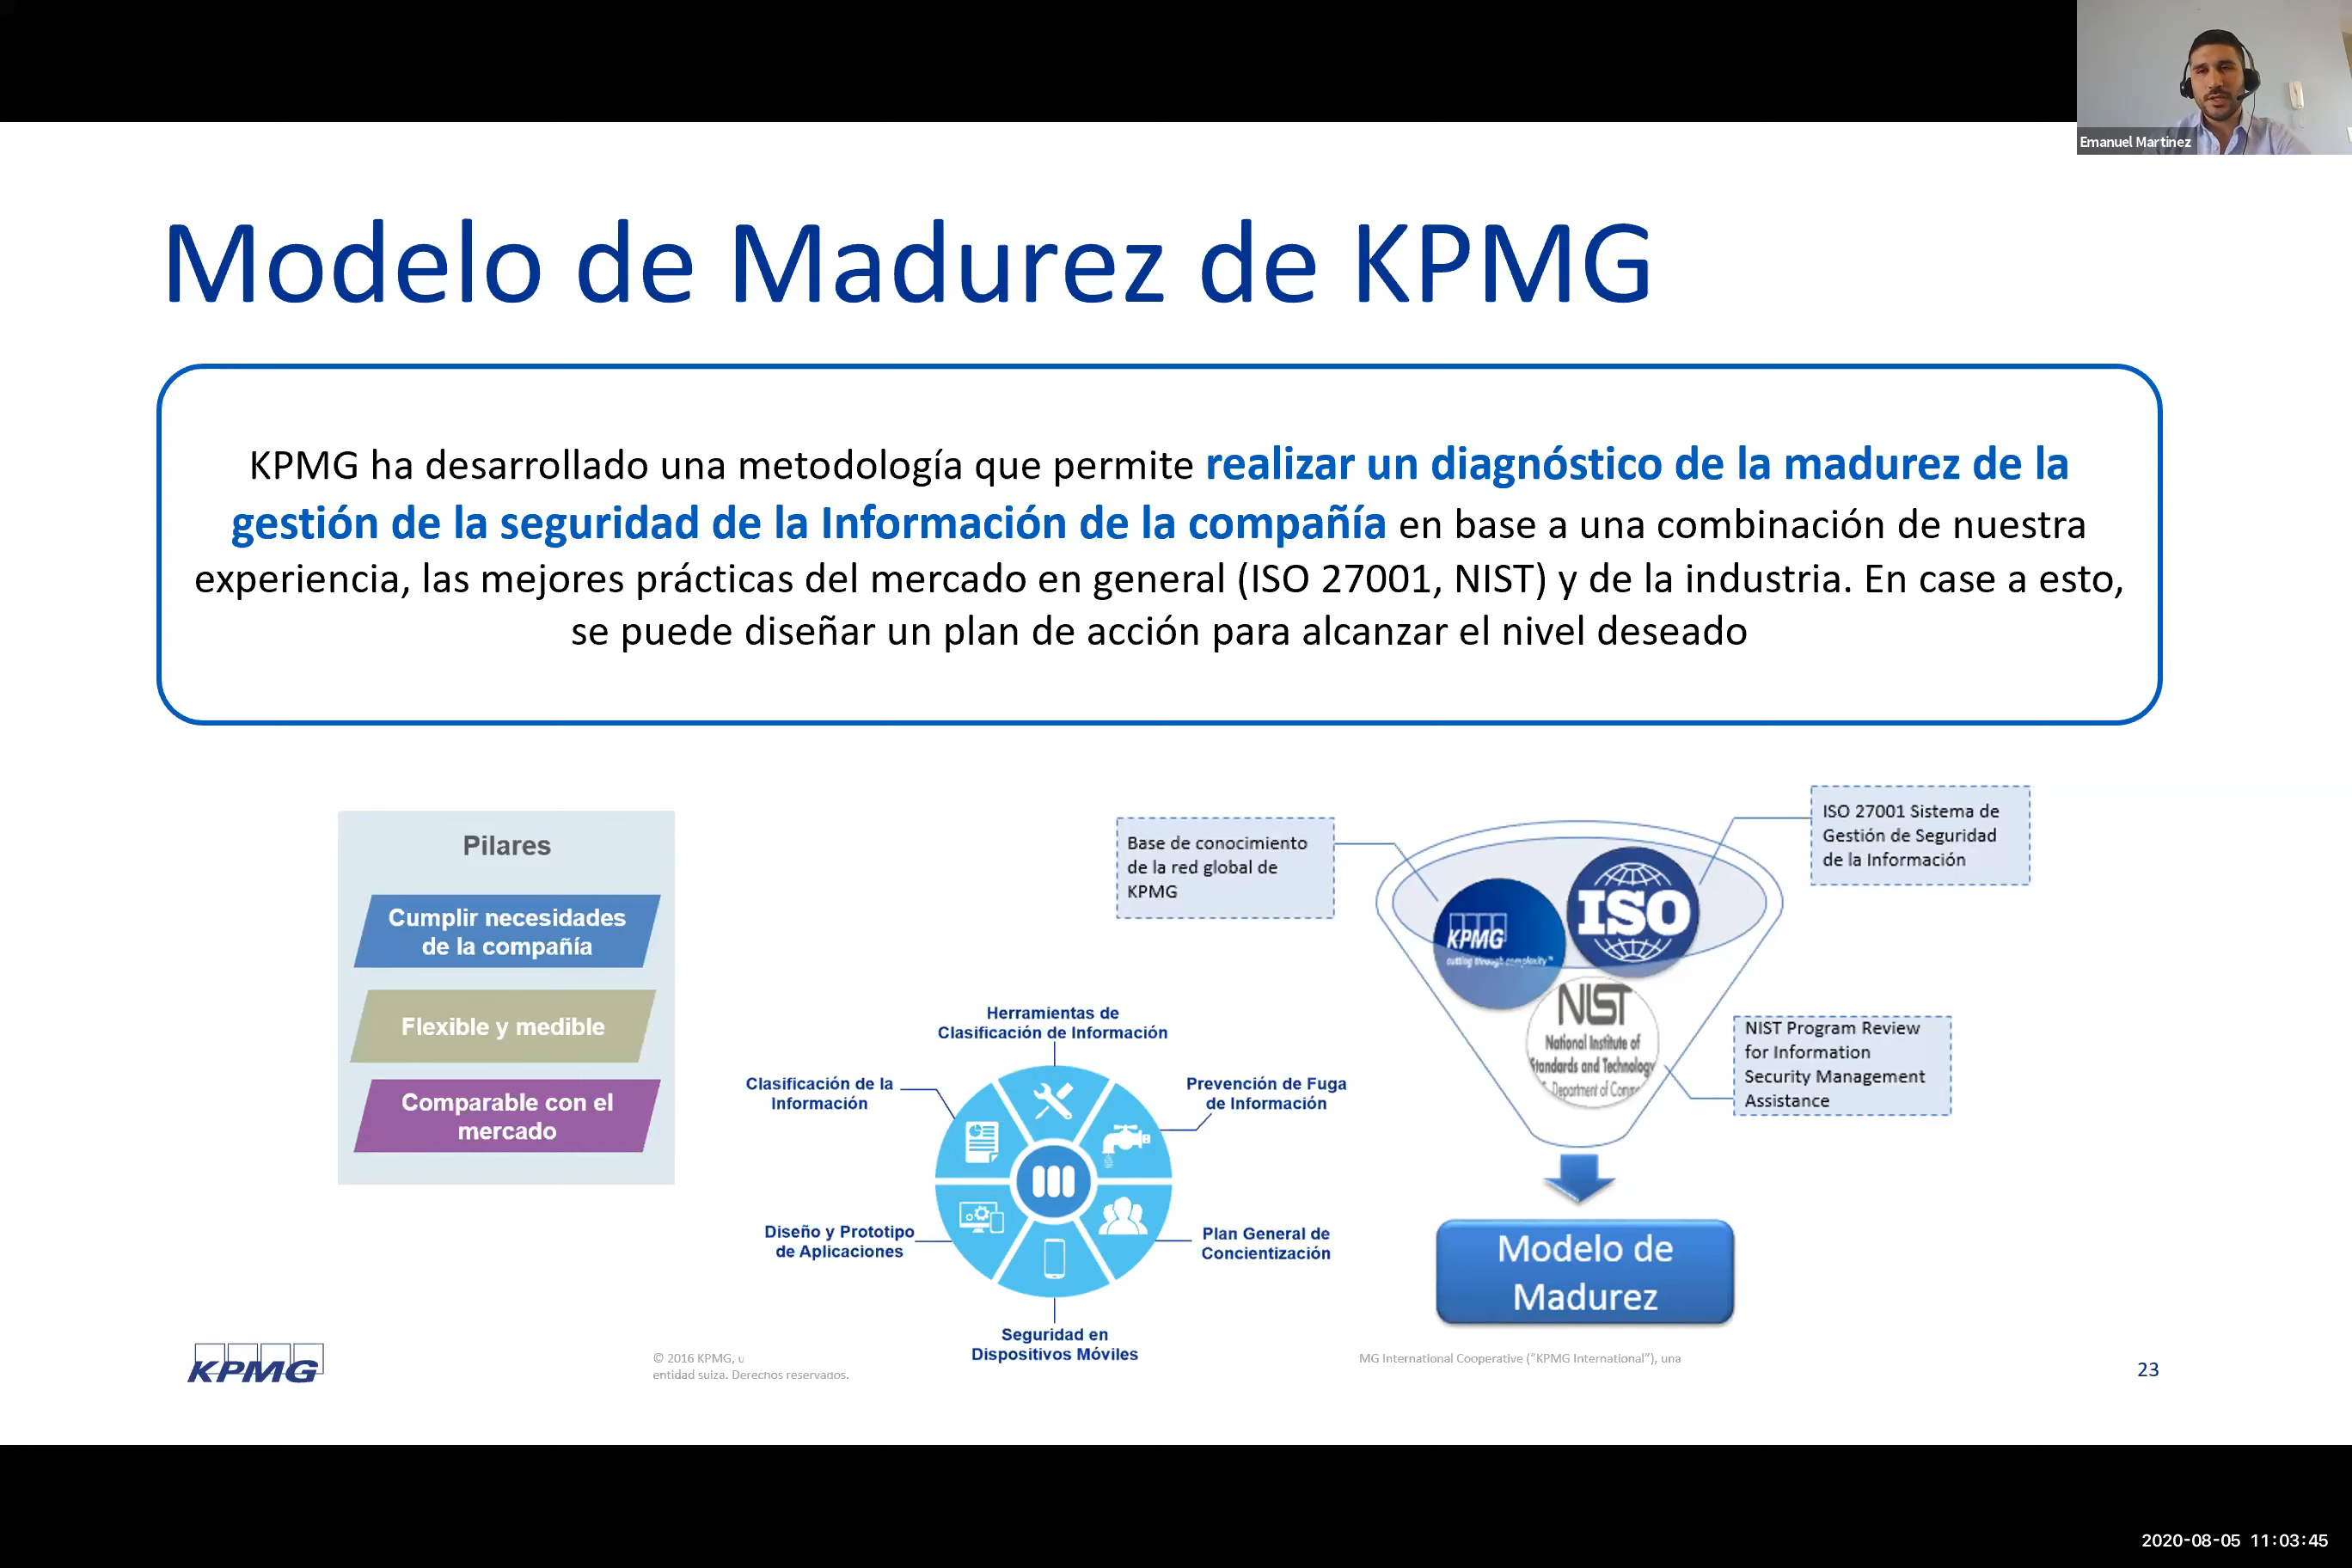 Emanuel Martinez
Modelo de Madurez de KPMG
KPMG ha desarrollado una metodología que permite realizar un diagnóstico de la madurez de la
gestión de la seguridad de la Información de la compañía en base a una combinación de nuestra
experiencia, las mejores prácticas del mercado en general (ISO 27001, NIST) y de la industria. En case a esto,
se puede diseñar un plan de acción para alcanzar el nivel deseado
Pilares
Cumplir necesidades
de la compañía
Flexible y medible
Comparable con el
mercado
Herramientas de
Clasificación de Información
Clasificación de la
Información
Prevención de Fuga
de Información
Diseño y Prototipo
de Aplicaciones
Plan General de
Concientización
Seguridad en
Dispositivos Móviles
Base de conocimiento
de la red global de
KPMG
ISO 27001 Sistema de
Gestión de Seguridad
de la Información
KPMG
cutting through complexity™
ISO
NIST
National Institute of
Standards and Technology
Department of
NIST Program Review
for Information
Security Management
Assistance
Modelo de
Madurez
KPMG
© 2016 KPMG, u
entidad suiza. Derechos reservados.
MG International Cooperative ("KPMG International"), una
23
2020-08-05 11:03:45